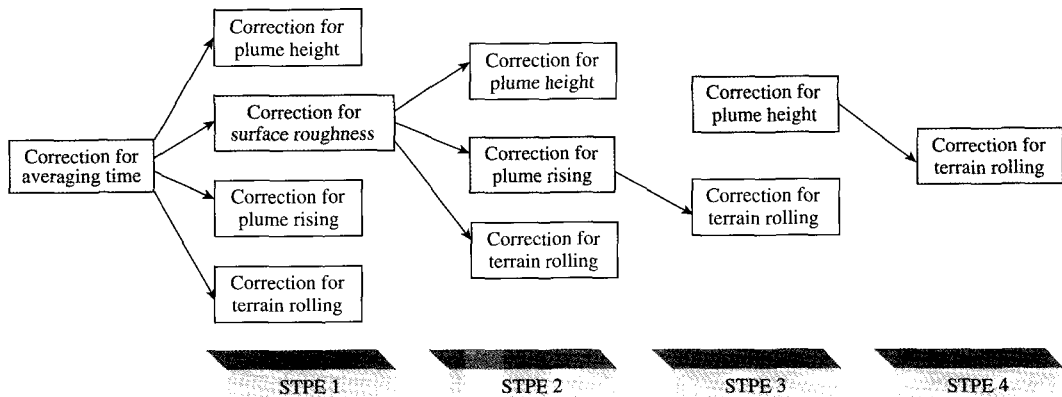 Correction for
averaging time
Correction for
plume height
Correction for
surface roughness
Correction for
plume rising
Correction for
terrain rolling
Correction for
plume height
Correction for
plume rising
Correction for
terrain rolling
Correction for
plume height
Correction for
terrain rolling
Correction for
terrain rolling
STPE 1
STPE 2
STPE 3
STPE 4